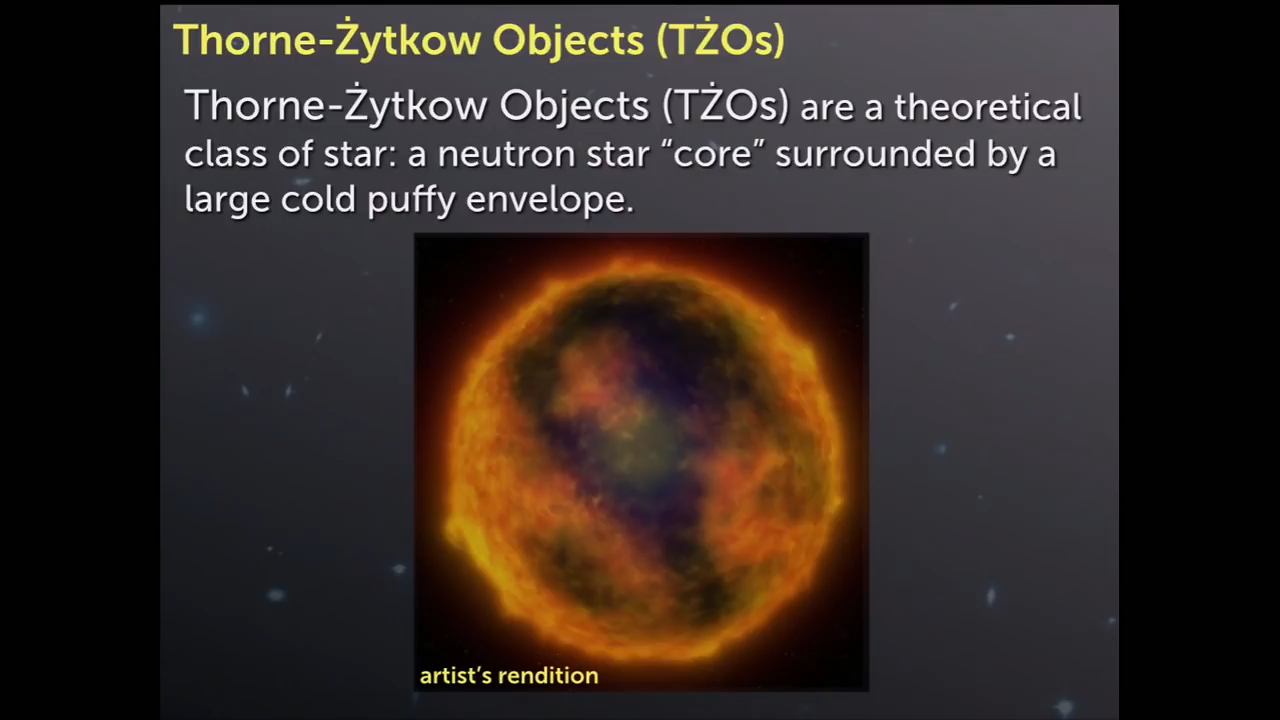 Thorne-Żytkow Objects (TŻOs)
Thorne-Żytkow Objects (TŻOs) are a theoretical
class of star: a neutron star “core” surrounded by a
large cold puffy envelope.
artist’s rendition